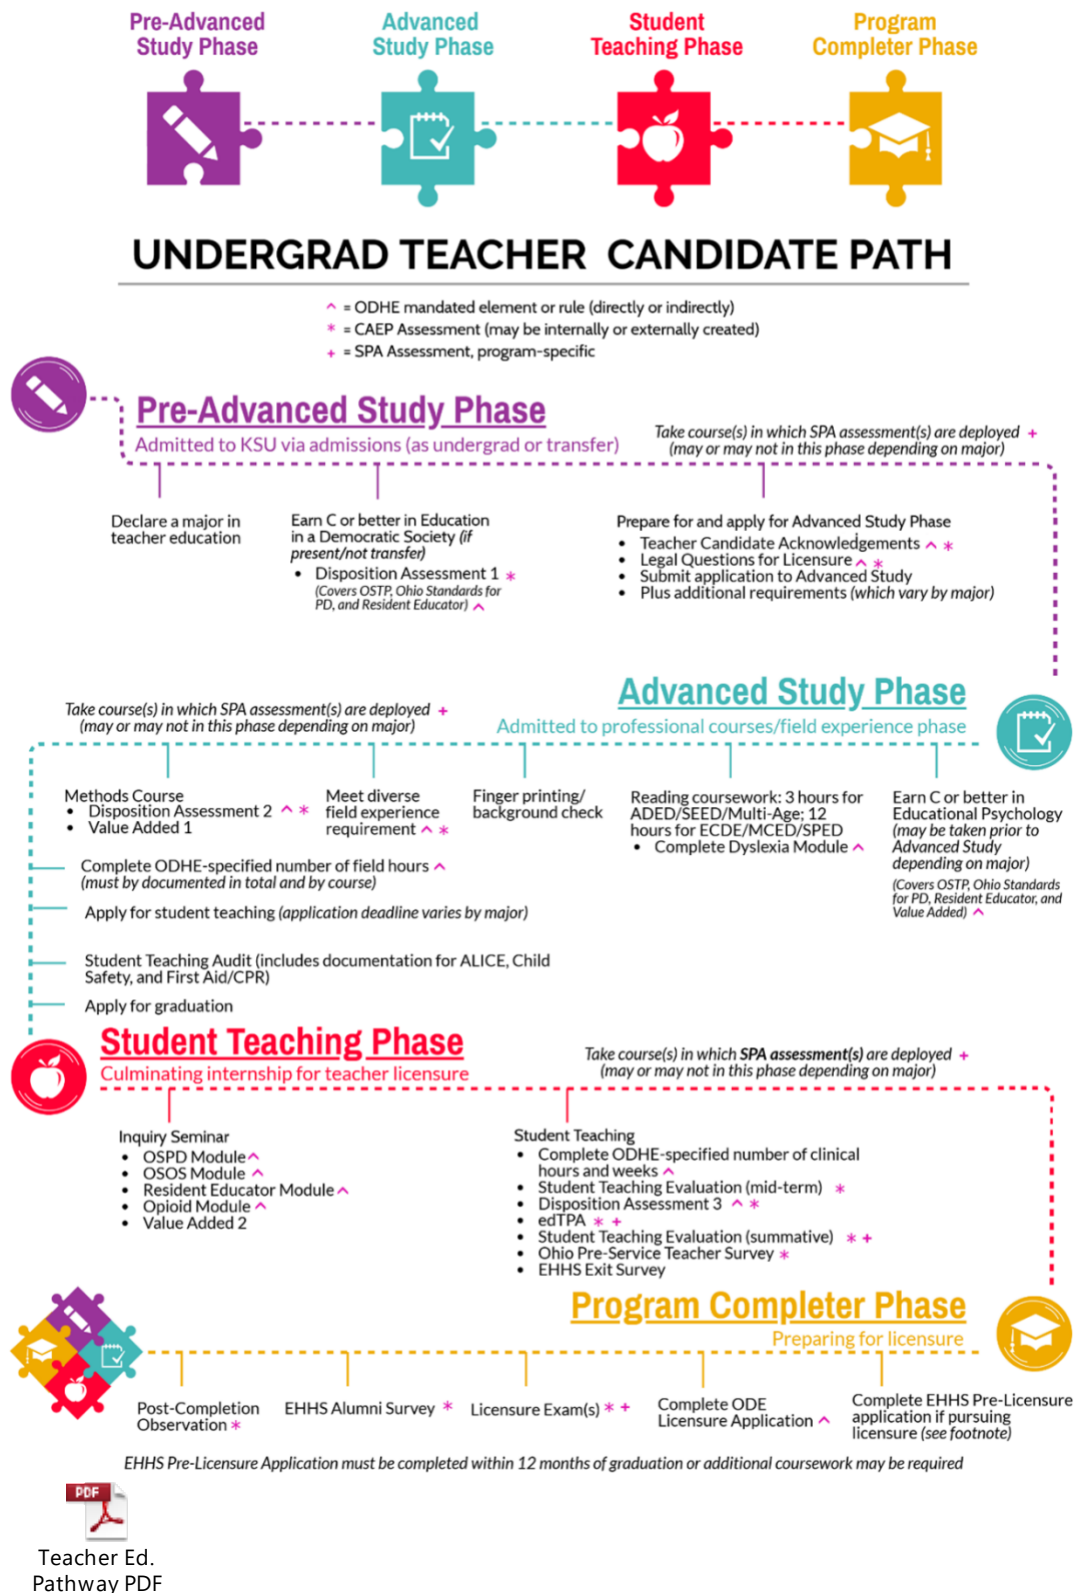 Pre-Advanced
Study Phase
Advanced
Study Phase
Student
Teaching Phase
Program
Completer Phase
UNDERGRAD TEACHER CANDIDATE PATH
^ = ODHE mandated element or rule (directly or indirectly)
* = CAEP Assessment (may be internally or externally created)
+ = SPA Assessment, program-specific
Pre-Advanced Study Phase
Admitted to KSU via admissions (as undergrad or transfer)
Take course(s) in which SPA assessment(s) are deployed +
(may or may not in this phase depending on major)
Declare a major in
teacher education
Earn C or better in Education
in a Democratic Society (if
present/not transfer)
• Disposition Assessment 1 *
(Covers OSTP, Ohio Standards for
PD, and Resident Educator) ^
Prepare for and apply for Advanced Study Phase
• Teacher Candidate Acknowledgements ^ *
• Legal Questions for Licensure ^ *
• Submit application to Advanced Study
• Plus additional requirements (which vary by major)
Advanced Study Phase
Admitted to professional courses/field experience phase
Take course(s) in which SPA assessment(s) are deployed +
(may or may not in this phase depending on major)
Methods Course
• Disposition Assessment 2 ^ *
• Value Added 1
Meet diverse
field experience
requirement ^ *
Finger printing/
background check
Reading coursework: 3 hours for
ADED/SEED/Multi-Age; 12
hours for ECDE/MCED/SPED
• Complete Dyslexia Module ^
Earn C or better in
Educational Psychology
(may be taken prior to
Advanced Study
depending on major)
(Covers OSTP, Ohio Standards
for PD, Resident Educator, and
Value Added) ^
Complete ODHE-specified number of field hours ^
(must by documented in total and by course)
Apply for student teaching (application deadline varies by major)
Student Teaching Audit (includes documentation for ALICE, Child
Safety, and First Aid/CPR)
Apply for graduation
Student Teaching Phase
Culminating internship for teacher licensure
Take course(s) in which SPA assessment(s) are deployed +
(may or may not in this phase depending on major)
Inquiry Seminar
• OSPD Module ^
• OSOS Module ^
• Resident Educator Module ^
• Opioid Module ^
• Value Added 2
Student Teaching
• Complete ODHE-specified number of clinical
hours and weeks ^
• Student Teaching Evaluation (mid-term) *
• Disposition Assessment 3 ^ *
• edTPA * +
• Student Teaching Evaluation (summative) * +
• Ohio Pre-Service Teacher Survey *
• EHHS Exit Survey
Program Completer Phase
Preparing for licensure
Post-Completion
Observation *
EHHS Alumni Survey *
Licensure Exam(s) * +
Complete ODE
Licensure Application ^
Complete EHHS Pre-Licensure
application if pursuing
licensure (see footnote)
EHHS Pre-Licensure Application must be completed within 12 months of graduation or additional coursework may be required
PDF
Teacher Ed.
Pathway PDF